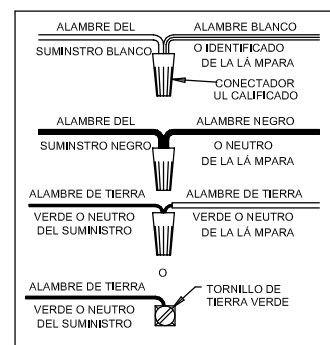 ALAMBRE DEL ALAMBRE BLANCO
SUMINSTRO BLANCO O IDENTIFICADO
DE LA LÁ MPARA
CONECTADOR
UL CALIFICADO
ALAMBRE DEL ALAMBRE NEGRO
SUMINSTRO NEGRO O NEUTRO
DE LA LÁ MPARA
ALAMBRE DE TIERRA ALAMBRE DE TIERRA
VERDE O NEUTRO VERDE O NEUTRO
DEL SUMINISTRO DE LA LÁ MPARA
O
ALAMBRE DE TIERRA TORNILLO DE
TIERRA VERDE
VERDE O NEUTRO
DEL SUMINISTRO